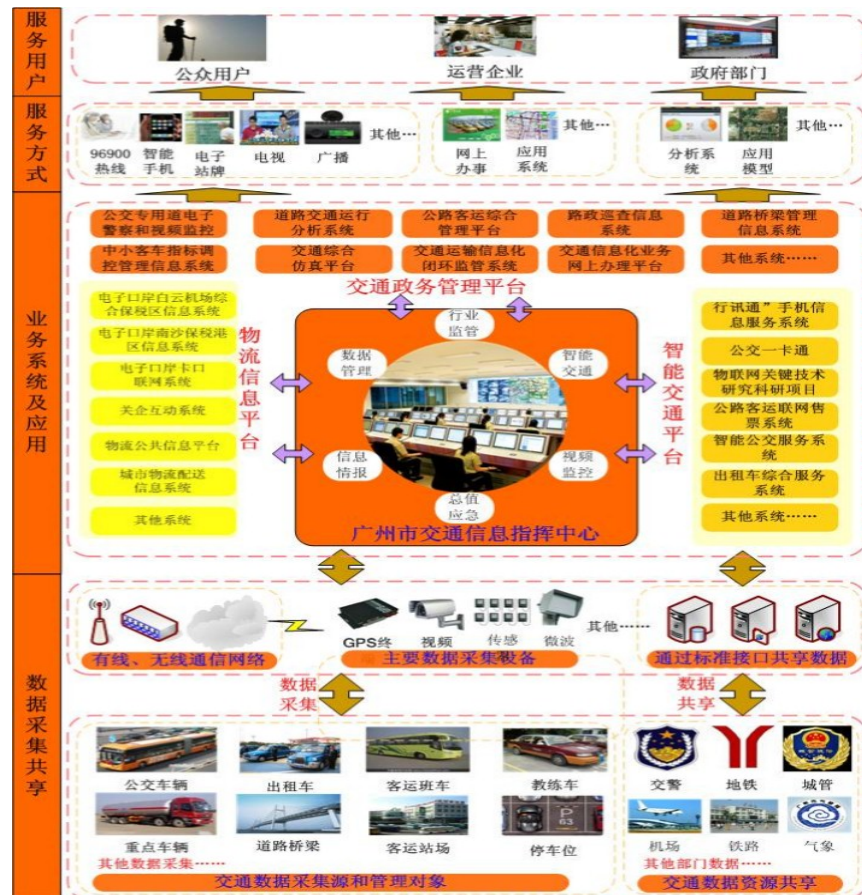 服务用户
公众用户
运营企业
政府部门
服务方式
96900
热线
智能
手机
电子
站牌
电视
广播
其他…
网上
办事
应用
系统
其他…
分析系
统
应用
模型
其他…
业务系统及应用
公交专用道电子
警察和视频监控
道路交通运行
分析系统
公路客运综合
管理平台
路政巡查信息
系统
道路桥梁管理
信息系统
中小客车指标调
控管理信息系统
交通综合
仿真平台
交通运输信息化
闭环监管系统
交通信息化业务
网上办理平台
其他系统……
交通政务管理平台
电子口岸白云机场综
合保税区信息系统
电子口岸南沙保税港
区信息系统
电子口岸卡口
联网系统
关企互动系统
物流公共信息平台
城市物流配送
信息系统
其他系统
物流信息平台
行业
监管
数据
管理
智能
交通
信息
情报
视频
监控
总值
应急
广州市交通信息指挥中心
智能交通平台
行讯通”手机信
息服务系统
公交一卡通
物联网关键技术
研究科研项目
公路客运联网售
票系统
智能公交服务系
统
出租车综合服务
系统
其他系统……
数据采集共享
有线、无线通信网络
GPS终
视频
传感
微波
其他……
主要数据采集设备
通过标准接口共享数据
数据
采集
数据
共享
公交车辆
出租车
客运班车
教练车
重点车辆
道路桥梁
客运站场
停车位
其他数据采集……
交通数据采集源和管理对象
交警
地铁
城管
机场
铁路
气象
其他部门数据……
交通数据资源共享